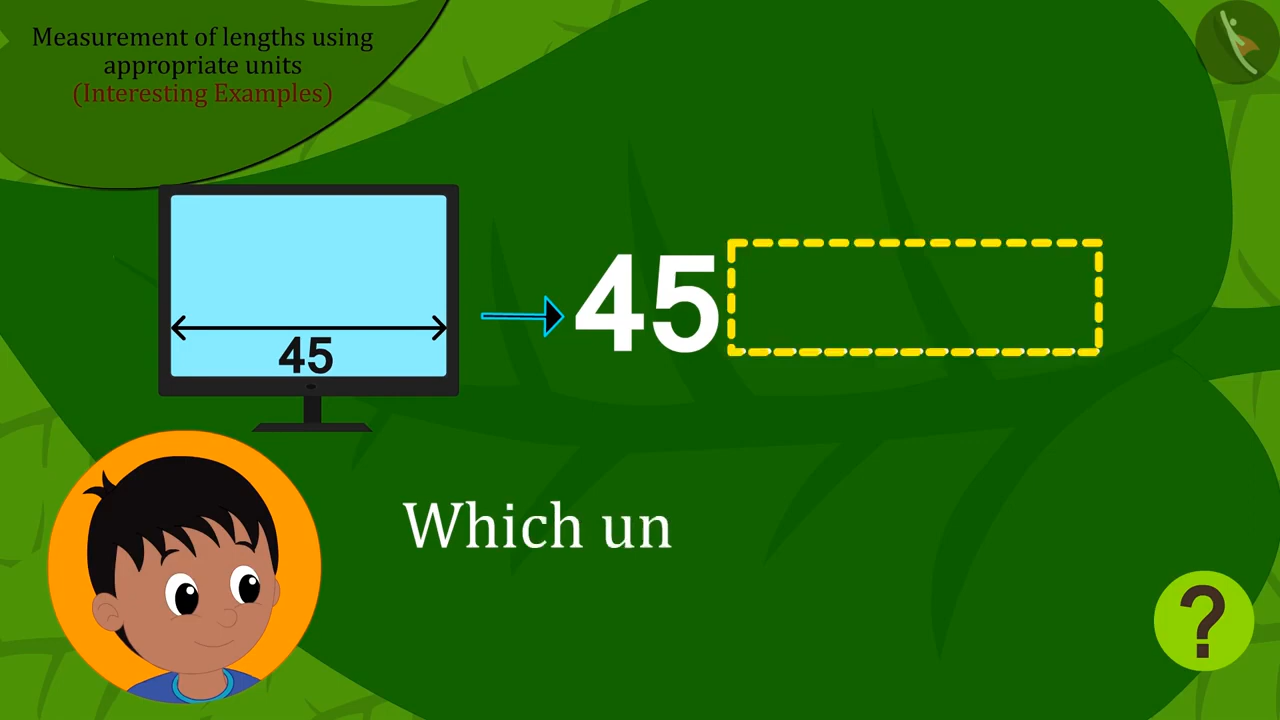 Measurement of lengths using
appropriate units
(Interesting Examples)
45
45
Which un
?